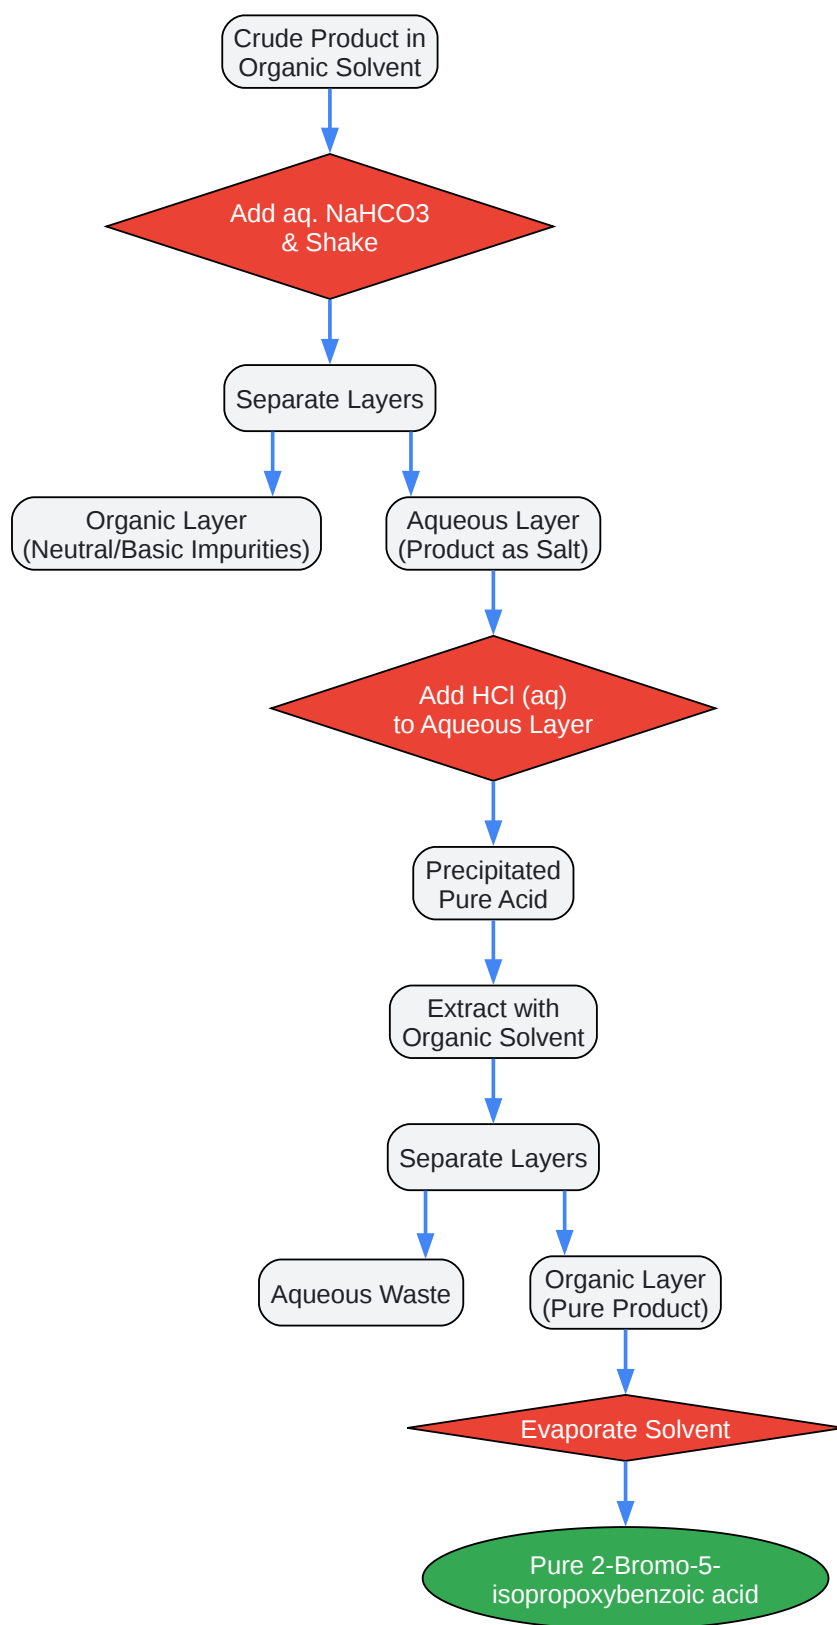 Crude Product in
Organic Solvent
Add aq. NaHCO3
& Shake
Separate Layers
Organic Layer
(Neutral/Basic Impurities)
Aqueous Layer
(Product as Salt)
Add HCl (aq)
to Aqueous Layer
Precipitated
Pure Acid
Extract with
Organic Solvent
Separate Layers
Aqueous Waste
Organic Layer
(Pure Product)
Evaporate Solvent
Pure 2-Bromo-5-
isopropoxybenzoic acid